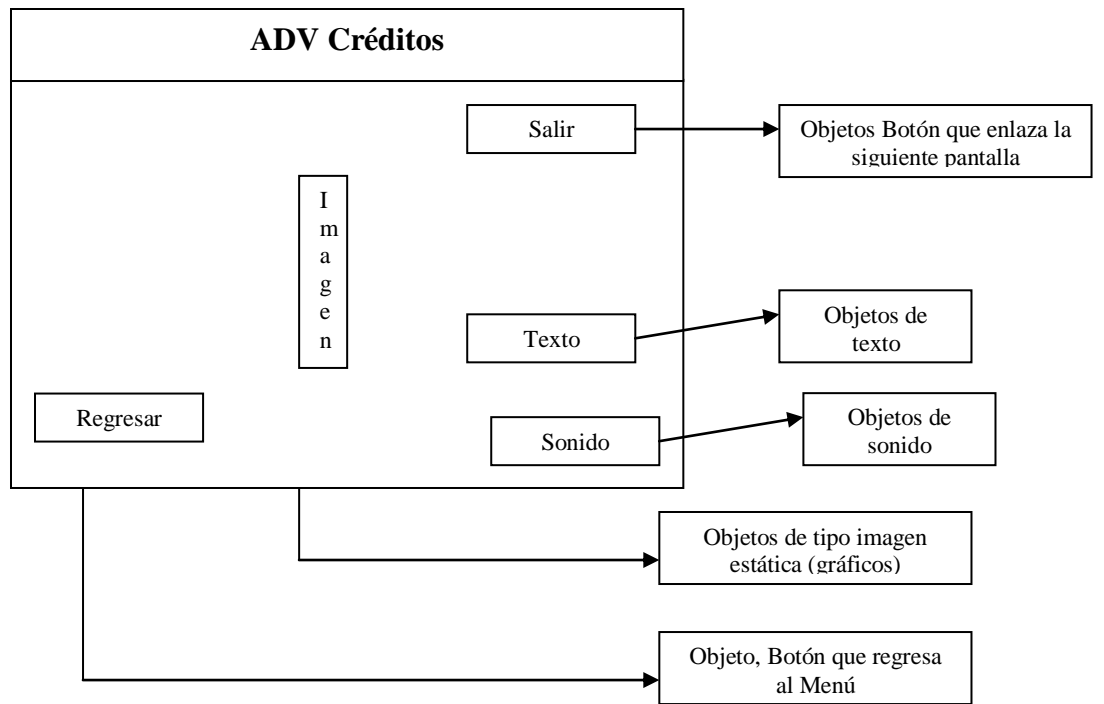 ADV Créditos
Salir
Objetos Botón que enlaza la
siguiente pantalla
I
m
a
g
e
n
Texto
Objetos de
texto
Regresar
Sonido
Objetos de
sonido
Objetos de tipo imagen
estática (gráficos)
Objeto, Botón que regresa
al Menú